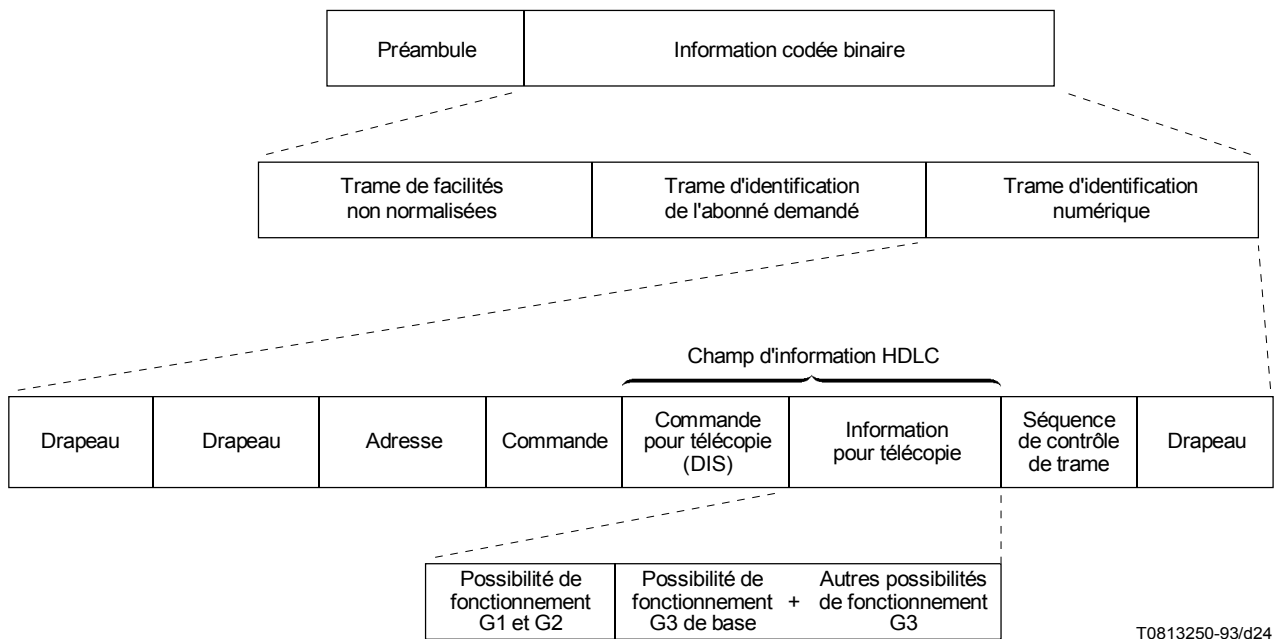 Préambule
Information codée binaire
Trame de facilités
non normalisées
Trame d'identification
de l'abonné demandé
Trame d'identification
numérique
Champ d'information HDLC
Drapeau
Drapeau
Adresse
Commande
Commande
pour télécopie
(DIS)
Information
pour télécopie
Séquence
de contrôle
de trame
Drapeau
Possibilité de
fonctionnement
G1 et G2
Possibilité de
fonctionnement
G3 de base
+
Autres possibilités
de fonctionnement
G3
T0813250-93/d24